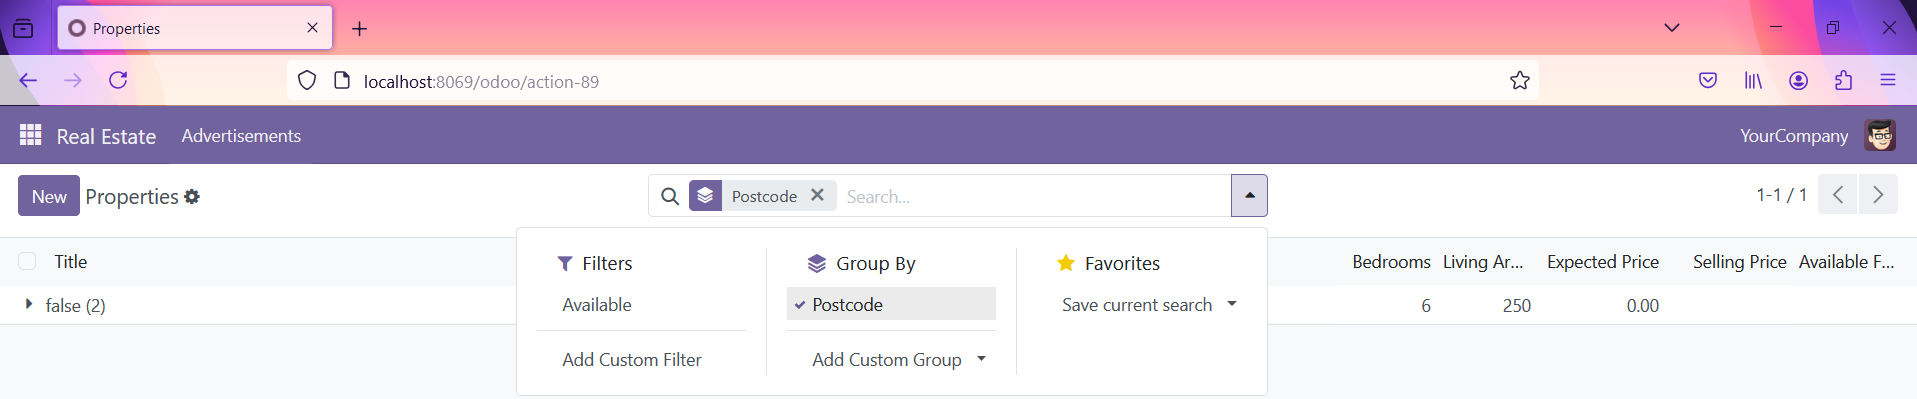 Properties
localhost:8069/odoo/action-89
Real Estate Advertisements YourCompany
New Properties Postcode Search... 1-1 / 1
Filters Group By Favorites
Title Bedrooms Living Ar... Expected Price Selling Price Available F...
Available Postcode Save current search
false (2) 6 250 0.00
Add Custom Filter Add Custom Group